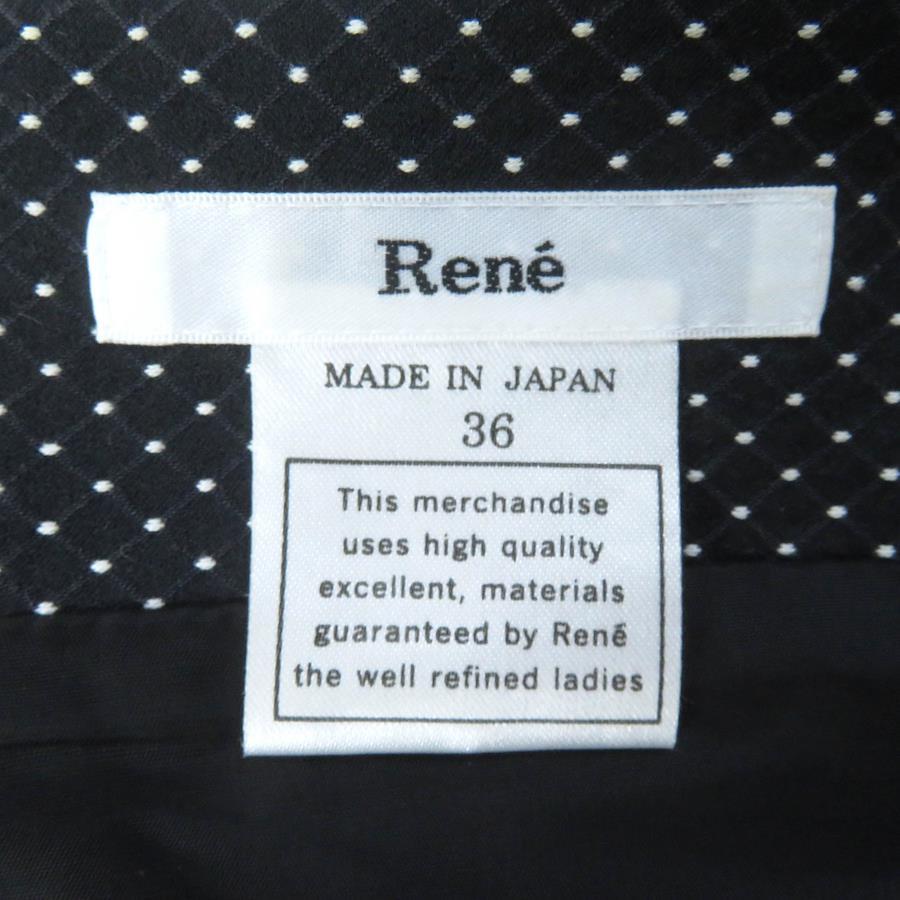 René
MADE IN JAPAN
36
This merchandise
uses high quality
excellent, materials
guaranteed by René
the well refined ladies